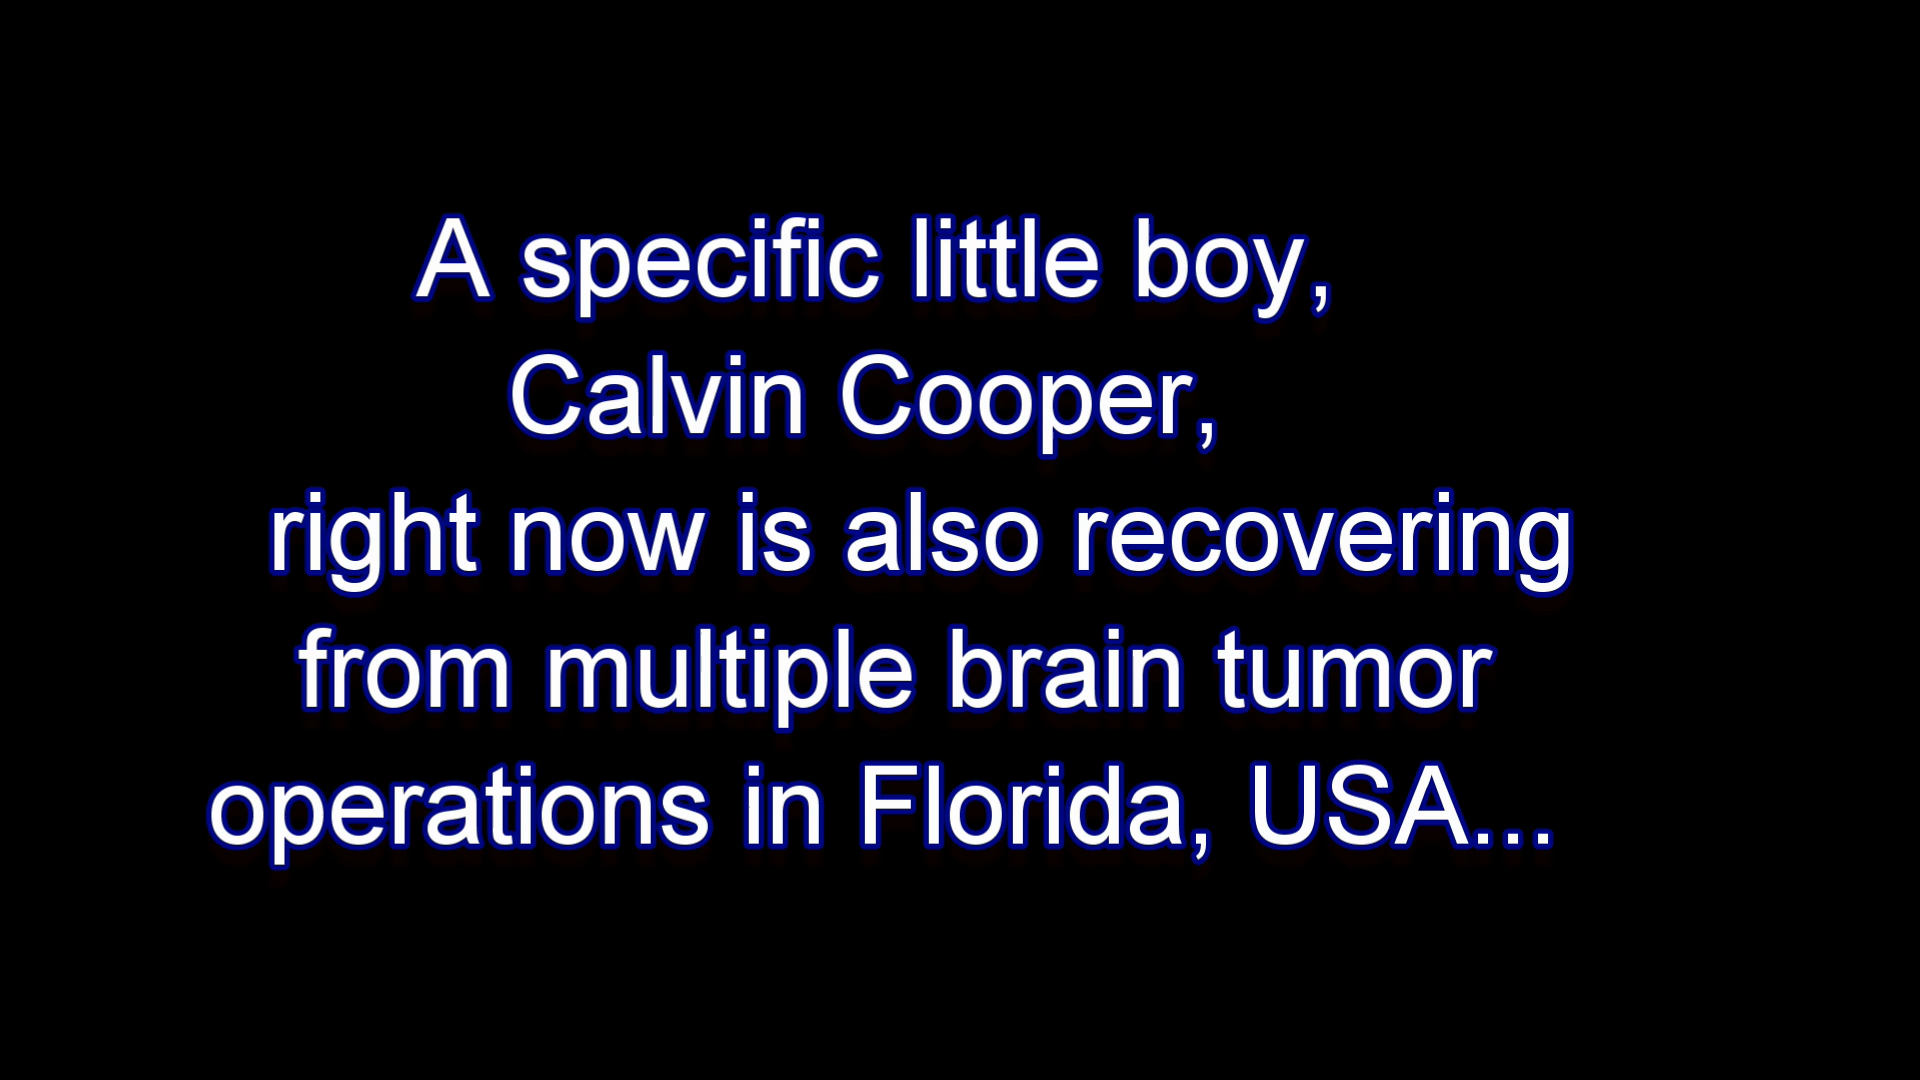 A specific little boy,
Calvin Cooper,
right now is also recovering
from multiple brain tumor
operations in Florida, USA...